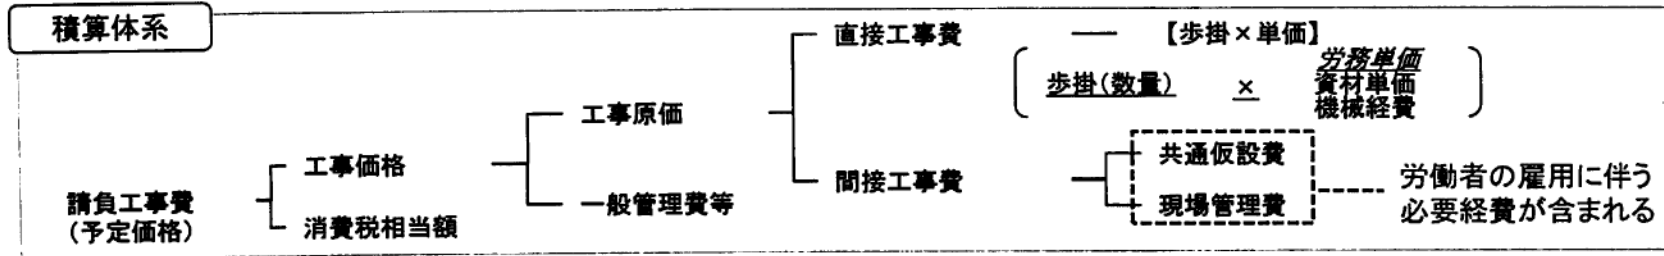 積算体系
直接工事費 ― 【歩掛×単価】
労務単価
歩掛(数量) × 資材単価
機械経費
工事原価
共通仮設費
工事価格
間接工事費
労働者の雇用に伴う
現場管理費
必要経費が含まれる
請負工事費
一般管理費等
(予定価格)
消費税相当額